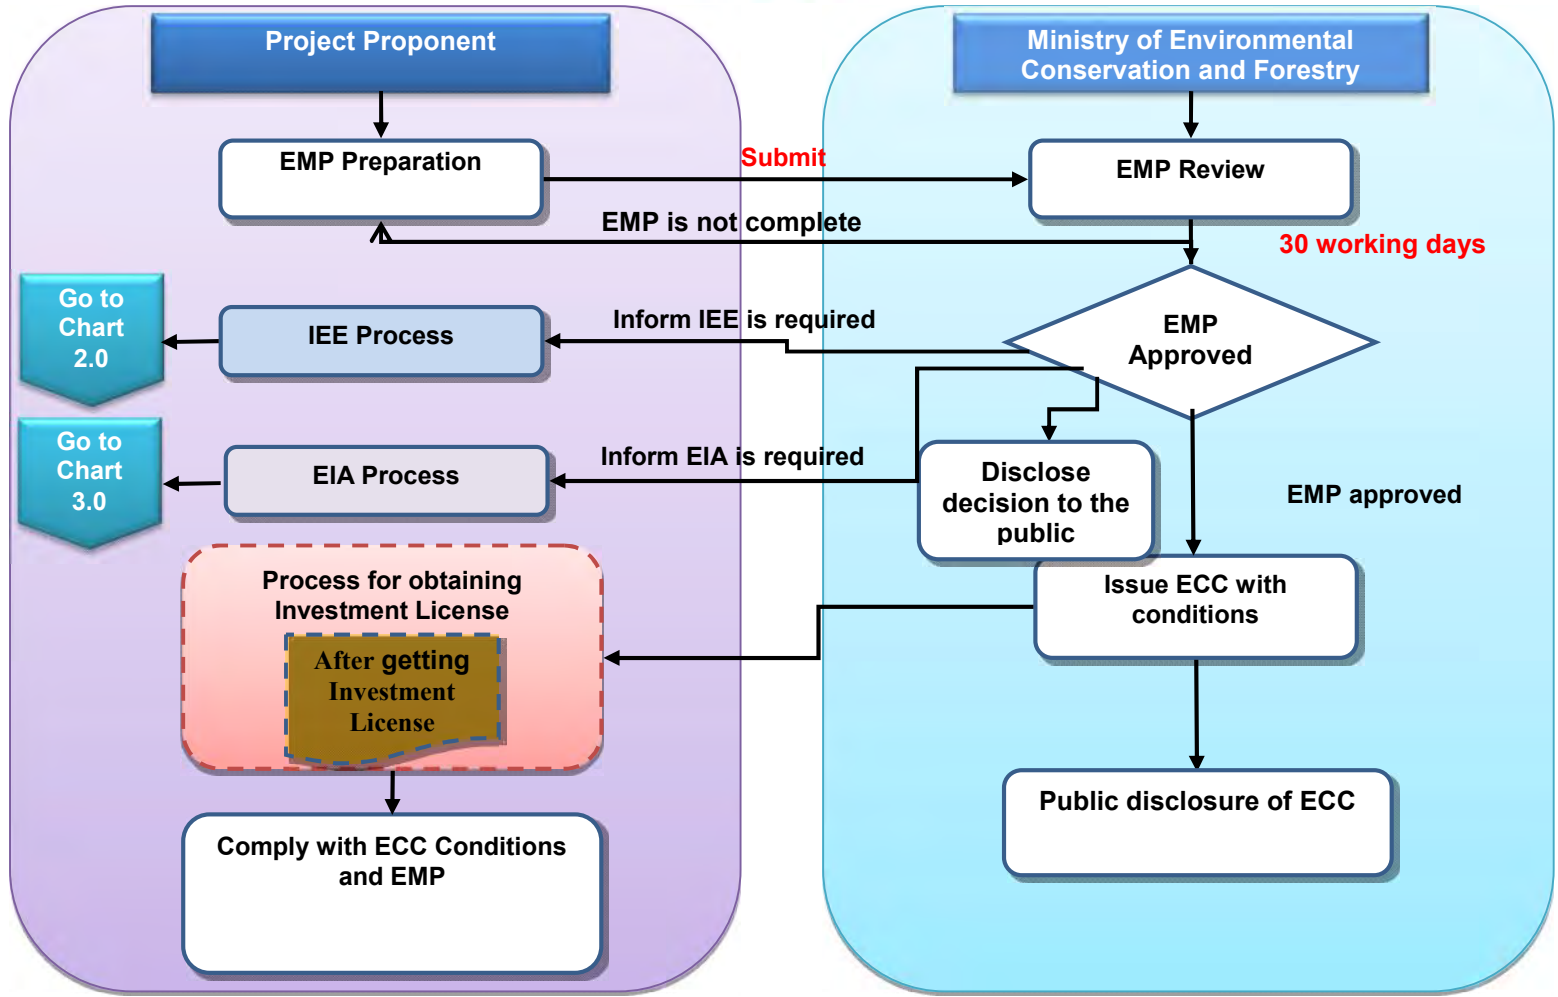 Project Proponent
Ministry of Environmental
Conservation and Forestry
EMP Preparation
Submit
EMP Review
EMP is not complete
30 working days
Go to
Chart
2.0
IEE Process
Inform IEE is required
EMP
Approved
Go to
Chart
3.0
EIA Process
Inform EIA is required
Disclose
decision to the
public
EMP approved
Process for obtaining
Investment License
After getting
Investment
License
Issue ECC with
conditions
Public disclosure of ECC
Comply with ECC Conditions
and EMP